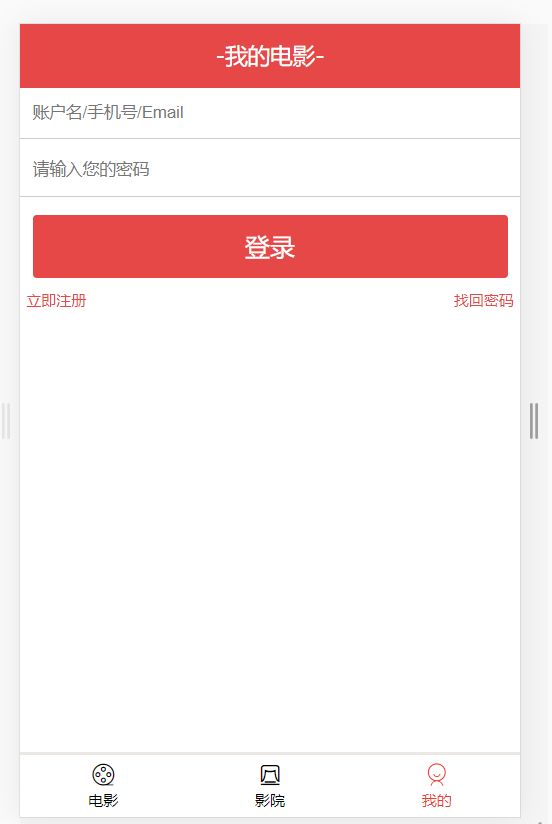 -我的电影-
账户名/手机号/Email
请输入您的密码
登录
立即注册 找回密码
电影 影院 我的